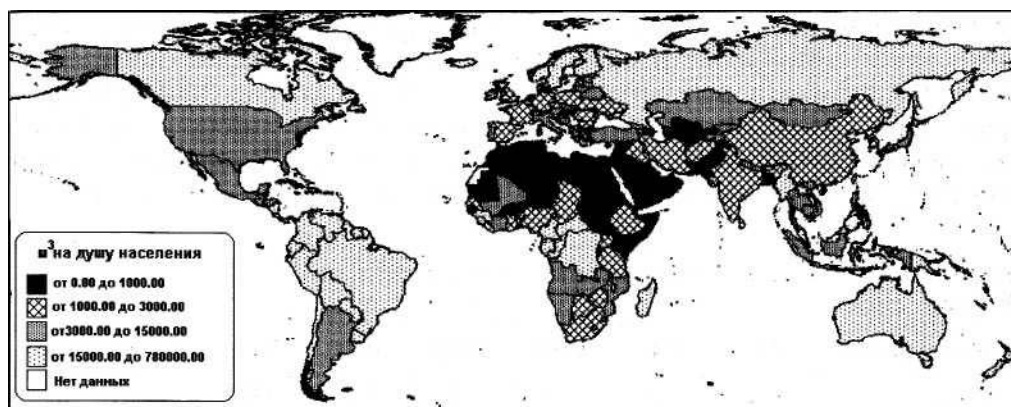 м³ на душу населения
от 0.00 до 1000.00
от 1000.00 до 3000.00
от3000.00 до 15000.00
от 15000.00 до 780000.00
Нет данных